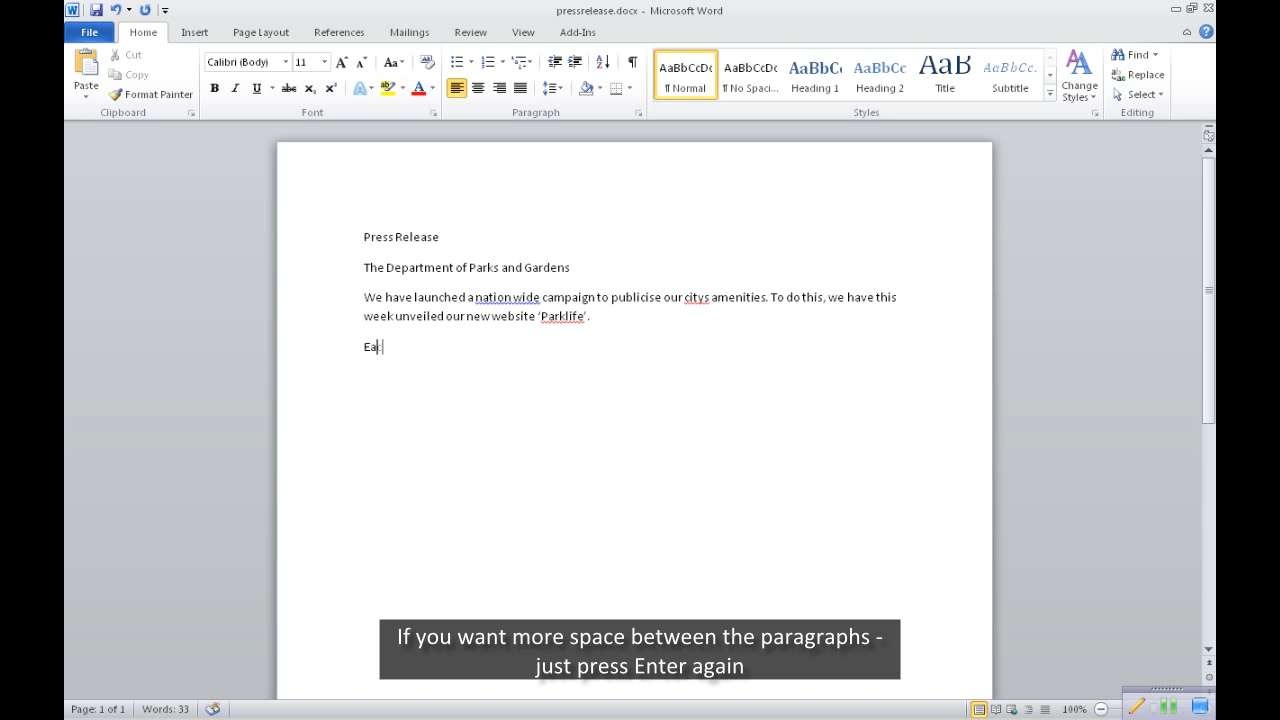 pressrelease.docx - Microsoft Word
File Home Insert Page Layout References Mailings Review View Add-Ins
Paste
Cut
Copy
Format Painter
Clipboard
Calibri (Body) 11
Font
Paragraph
AaBbCcDc AaBbCcDc AaBbC AaBbCc AaB AaBbCc.
¶ Normal ¶ No Spaci... Heading 1 Heading 2 Title Subtitle
Change
Styles
Styles
Find
Replace
Select
Editing
Press Release
The Department of Parks and Gardens
We have launched a nation wide campaign to publicise our citys amenities. To do this, we have this
week unveiled our new website ‘Parklife’.
Eac
If you want more space between the paragraphs -
just press Enter again
Page: 1 of 1 Words: 33 100%